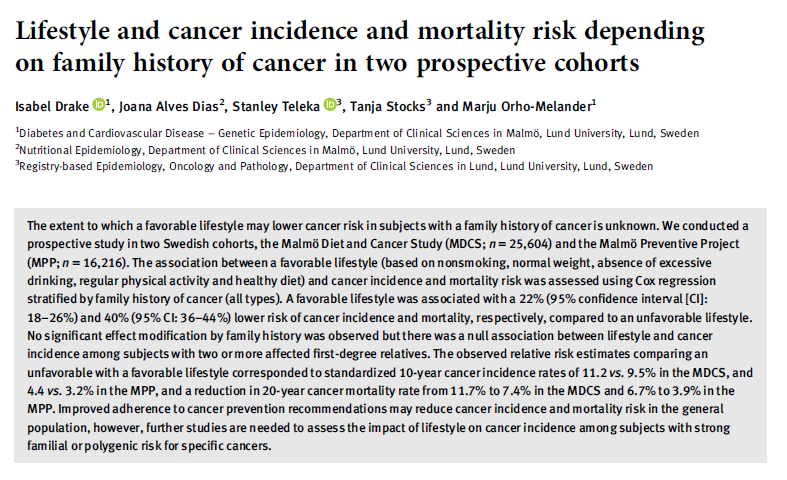 Lifestyle and cancer incidence and mortality risk depending
on family history of cancer in two prospective cohorts
Isabel Drake iD 1, Joana Alves Dias2, Stanley Teleka iD 3, Tanja Stocks3 and Marju Orho-Melander1
1Diabetes and Cardiovascular Disease – Genetic Epidemiology, Department of Clinical Sciences in Malmö, Lund University, Lund, Sweden
2Nutritional Epidemiology, Department of Clinical Sciences in Malmö, Lund University, Lund, Sweden
3Registry-based Epidemiology, Oncology and Pathology, Department of Clinical Sciences in Lund, Lund University, Lund, Sweden
The extent to which a favorable lifestyle may lower cancer risk in subjects with a family history of cancer is unknown. We conducted a
prospective study in two Swedish cohorts, the Malmö Diet and Cancer Study (MDCS; n = 25,604) and the Malmö Preventive Project
(MPP; n = 16,216). The association between a favorable lifestyle (based on nonsmoking, normal weight, absence of excessive
drinking, regular physical activity and healthy diet) and cancer incidence and mortality risk was assessed using Cox regression
stratified by family history of cancer (all types). A favorable lifestyle was associated with a 22% (95% confidence interval [CI]:
18–26%) and 40% (95% CI: 36–44%) lower risk of cancer incidence and mortality, respectively, compared to an unfavorable lifestyle.
No significant effect modification by family history was observed but there was a null association between lifestyle and cancer
incidence among subjects with two or more affected first-degree relatives. The observed relative risk estimates comparing an
unfavorable with a favorable lifestyle corresponded to standardized 10-year cancer incidence rates of 11.2 vs. 9.5% in the MDCS, and
4.4 vs. 3.2% in the MPP, and a reduction in 20-year cancer mortality rate from 11.7% to 7.4% in the MDCS and 6.7% to 3.9% in the
MPP. Improved adherence to cancer prevention recommendations may reduce cancer incidence and mortality risk in the general
population, however, further studies are needed to assess the impact of lifestyle on cancer incidence among subjects with strong
familial or polygenic risk for specific cancers.